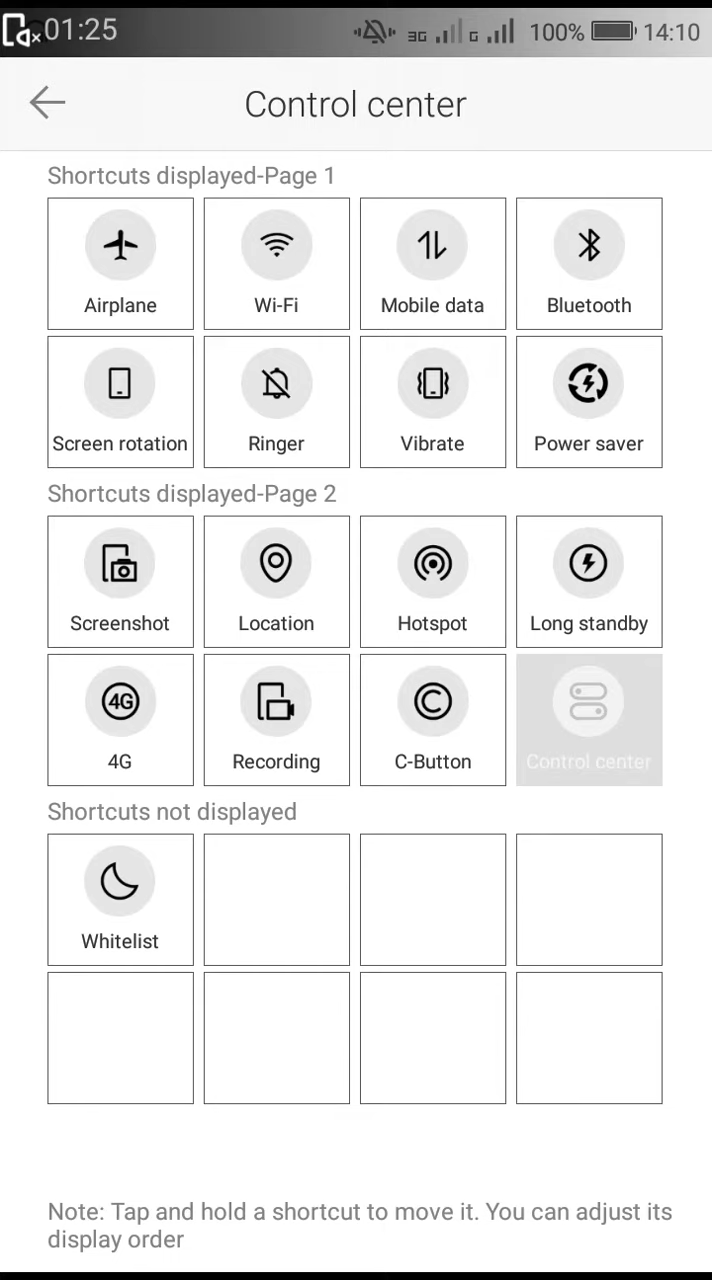 01:25 3G G 100% 14:10
Control center
Shortcuts displayed-Page 1
Airplane Wi-Fi Mobile data Bluetooth
Screen rotation Ringer Vibrate Power saver
Shortcuts displayed-Page 2
Screenshot Location Hotspot Long standby
4G
4G Recording C-Button Control center
Shortcuts not displayed
Whitelist
Note: Tap and hold a shortcut to move it. You can adjust its
display order